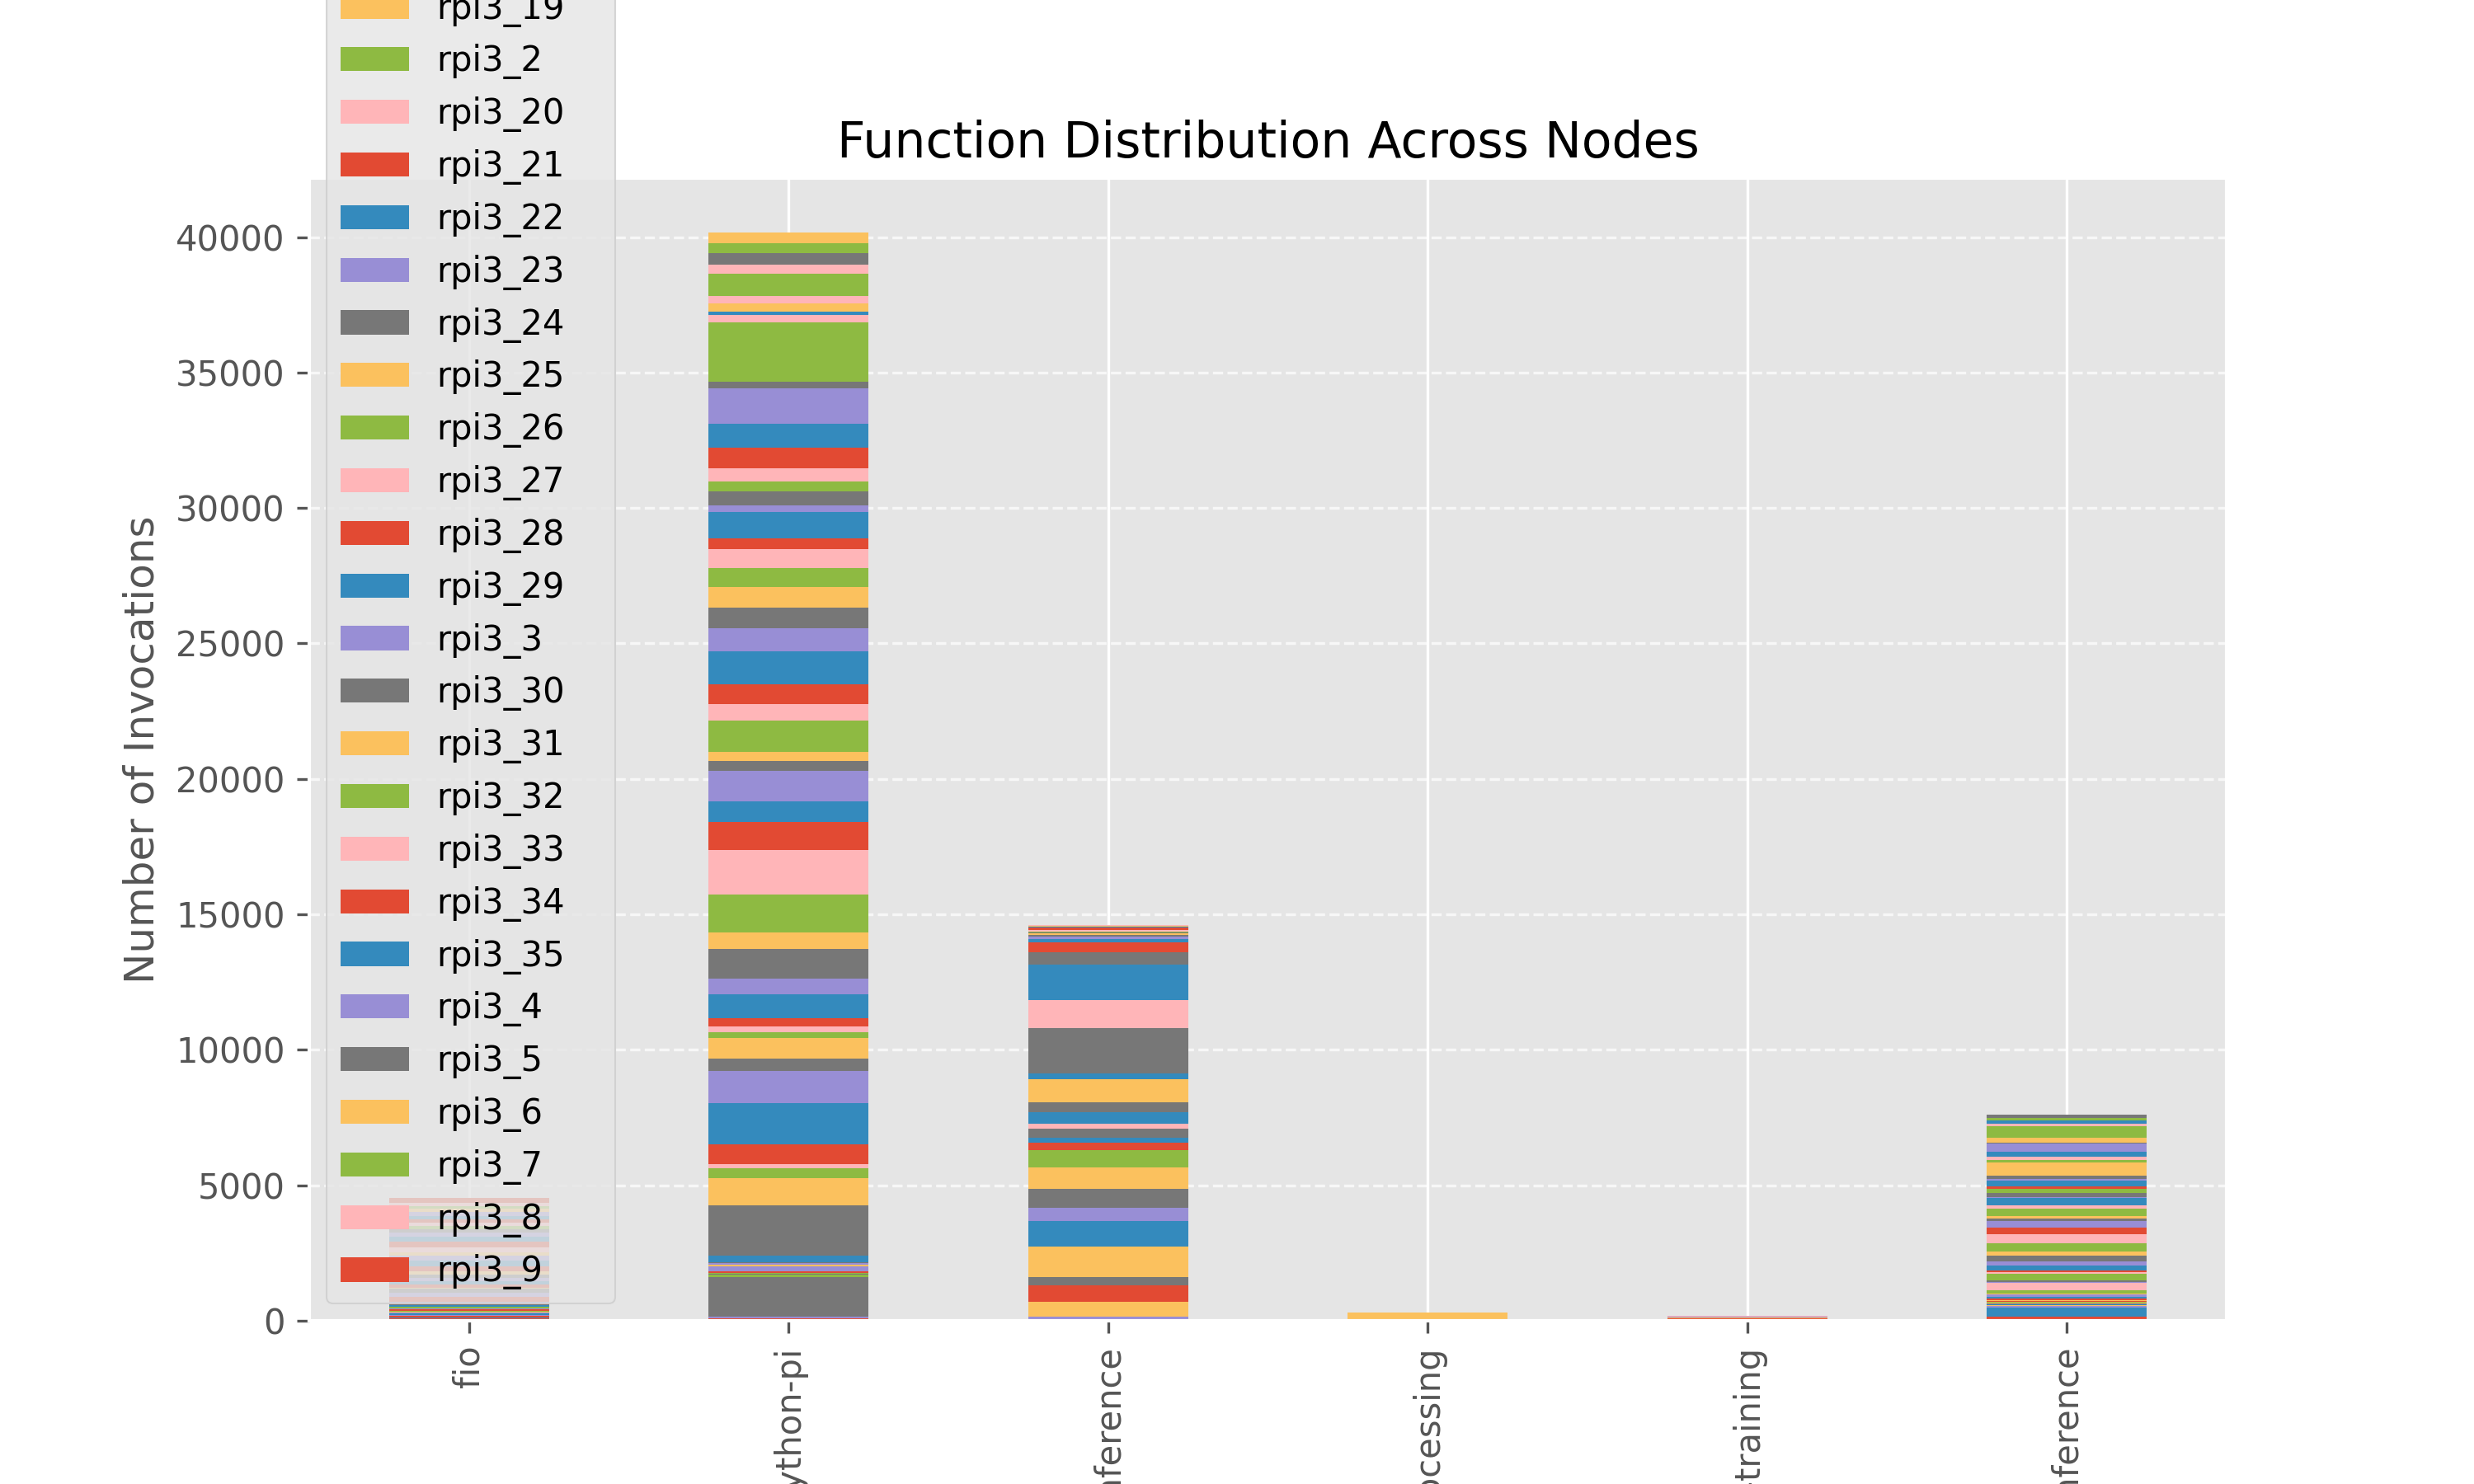 rpi3_19
rpi3_2
rpi3_20
rpi3_21
rpi3_22
rpi3_23
rpi3_24
rpi3_25
rpi3_26
rpi3_27
rpi3_28
rpi3_29
rpi3_3
rpi3_30
rpi3_31
rpi3_32
rpi3_33
rpi3_34
rpi3_35
rpi3_4
rpi3_5
rpi3_6
rpi3_7
rpi3_8
rpi3_9
Function Distribution Across Nodes
Number of Invocations
40000
35000
30000
25000
20000
15000
10000
5000
0
fio
ython-pi
ference
ocessing
training
ference